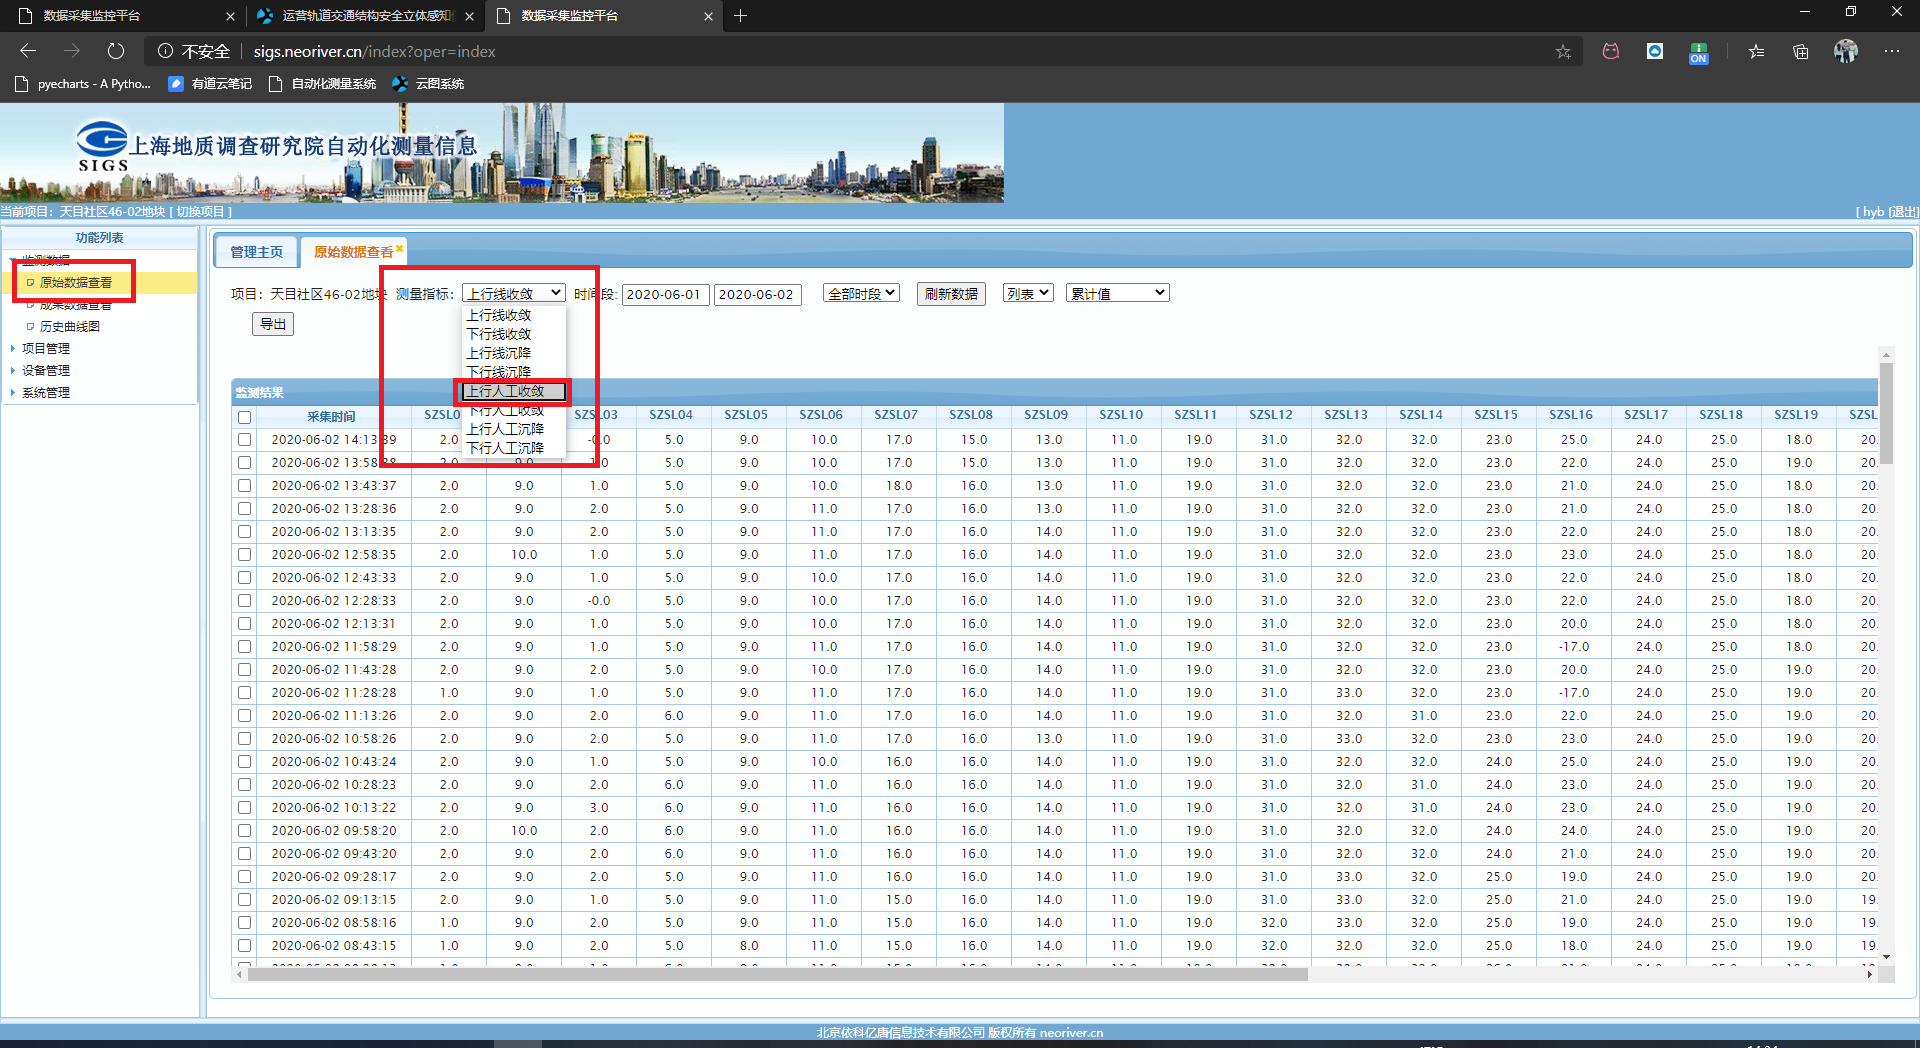 数据采集监控平台
运营轨道交通结构安全立体感知
数据采集监控平台
不安全
sigs.neoriver.cn/index?oper=index
ON
pyecharts - A Pytho...
有道云笔记
自动化测量系统
云图系统
SIGS
上海地质调查研究院自动化测量信息
当前项目：天目社区46-02地块 [ 切换项目 ]
[ hyb [退出]
功能列表
监测数据
原始数据查看
成果数据查看
历史曲线图
项目管理
设备管理
系统管理
管理主页
原始数据查看
项目：天目社区46-02地块 测量指标： 上行线收敛 时间段: 2020-06-01 2020-06-02 全部时段 刷新数据 列表 累计值
导出
上行线收敛
下行线收敛
上行线沉降
下行线沉降
上行人工收敛
下行人工收敛
上行人工沉降
下行人工沉降
监测结果
采集时间 SZSL0 SZSL03 SZSL04 SZSL05 SZSL06 SZSL07 SZSL08 SZSL09 SZSL10 SZSL11 SZSL12 SZSL13 SZSL14 SZSL15 SZSL16 SZSL17 SZSL18 SZSL19 SZSL
2020-06-02 14:13:39 2.0 -0.0 5.0 9.0 10.0 17.0 15.0 13.0 11.0 19.0 31.0 32.0 32.0 23.0 25.0 24.0 25.0 18.0 20.
2020-06-02 13:58:38 2.0 9.0 1.0 5.0 9.0 10.0 17.0 15.0 13.0 11.0 19.0 31.0 32.0 32.0 23.0 22.0 24.0 25.0 19.0 20.
2020-06-02 13:43:37 2.0 9.0 1.0 5.0 9.0 10.0 18.0 16.0 13.0 11.0 19.0 31.0 32.0 32.0 23.0 21.0 24.0 25.0 18.0 20.
2020-06-02 13:28:36 2.0 9.0 2.0 5.0 9.0 11.0 17.0 16.0 13.0 11.0 19.0 31.0 32.0 32.0 23.0 21.0 24.0 25.0 18.0 20.
2020-06-02 13:13:35 2.0 9.0 2.0 5.0 9.0 11.0 17.0 16.0 14.0 11.0 19.0 31.0 32.0 32.0 23.0 22.0 24.0 25.0 18.0 20.
2020-06-02 12:58:35 2.0 10.0 1.0 5.0 9.0 11.0 17.0 16.0 14.0 11.0 19.0 31.0 32.0 32.0 23.0 23.0 24.0 25.0 18.0 20.
2020-06-02 12:43:33 2.0 9.0 1.0 5.0 9.0 10.0 17.0 16.0 14.0 11.0 19.0 31.0 32.0 32.0 23.0 22.0 24.0 25.0 18.0 20.
2020-06-02 12:28:33 2.0 9.0 -0.0 5.0 9.0 10.0 17.0 16.0 14.0 11.0 19.0 31.0 32.0 32.0 23.0 22.0 24.0 25.0 18.0 20.
2020-06-02 12:13:31 2.0 9.0 1.0 5.0 9.0 10.0 17.0 16.0 14.0 11.0 19.0 31.0 32.0 32.0 23.0 20.0 24.0 25.0 18.0 20.
2020-06-02 11:58:29 2.0 9.0 1.0 5.0 9.0 11.0 17.0 16.0 14.0 11.0 19.0 31.0 32.0 32.0 23.0 -17.0 24.0 25.0 18.0 20.
2020-06-02 11:43:28 2.0 9.0 2.0 5.0 9.0 10.0 17.0 16.0 14.0 11.0 19.0 31.0 32.0 32.0 23.0 20.0 24.0 25.0 19.0 20.
2020-06-02 11:28:28 1.0 9.0 1.0 5.0 9.0 11.0 17.0 16.0 14.0 11.0 19.0 31.0 33.0 32.0 23.0 -17.0 24.0 25.0 19.0 20.
2020-06-02 11:13:26 2.0 9.0 2.0 6.0 9.0 11.0 17.0 16.0 14.0 11.0 19.0 31.0 32.0 31.0 23.0 22.0 24.0 25.0 19.0 20.
2020-06-02 10:58:26 2.0 9.0 2.0 5.0 9.0 11.0 17.0 16.0 13.0 11.0 19.0 31.0 33.0 32.0 23.0 23.0 24.0 25.0 19.0 20.
2020-06-02 10:43:24 2.0 9.0 1.0 5.0 9.0 10.0 16.0 16.0 14.0 11.0 19.0 31.0 32.0 32.0 24.0 25.0 24.0 25.0 19.0 20.
2020-06-02 10:28:23 2.0 9.0 2.0 6.0 9.0 11.0 16.0 16.0 14.0 11.0 19.0 31.0 32.0 31.0 24.0 23.0 24.0 25.0 19.0 20.
2020-06-02 10:13:22 2.0 9.0 3.0 6.0 9.0 11.0 16.0 16.0 14.0 11.0 19.0 31.0 32.0 31.0 24.0 23.0 24.0 25.0 19.0 20.
2020-06-02 09:58:20 2.0 10.0 2.0 6.0 9.0 11.0 16.0 16.0 14.0 11.0 19.0 31.0 32.0 32.0 24.0 24.0 24.0 25.0 19.0 20.
2020-06-02 09:43:20 2.0 9.0 2.0 6.0 9.0 11.0 16.0 16.0 14.0 11.0 19.0 31.0 32.0 32.0 24.0 21.0 24.0 25.0 19.0 20.
2020-06-02 09:28:17 2.0 9.0 2.0 5.0 9.0 11.0 16.0 16.0 14.0 11.0 19.0 31.0 33.0 32.0 25.0 19.0 24.0 25.0 19.0 20.
2020-06-02 09:13:15 2.0 9.0 1.0 5.0 9.0 11.0 15.0 16.0 14.0 11.0 19.0 31.0 33.0 32.0 25.0 21.0 24.0 25.0 19.0 19.
2020-06-02 08:58:16 1.0 9.0 2.0 5.0 9.0 11.0 15.0 16.0 14.0 11.0 19.0 32.0 33.0 32.0 25.0 19.0 24.0 25.0 19.0 19.
2020-06-02 08:43:15 1.0 9.0 2.0 5.0 8.0 11.0 15.0 16.0 14.0 11.0 19.0 32.0 32.0 32.0 25.0 18.0 24.0 25.0 19.0 19.
北京依科亿唐信息技术有限公司 版权所有 neoriver.cn